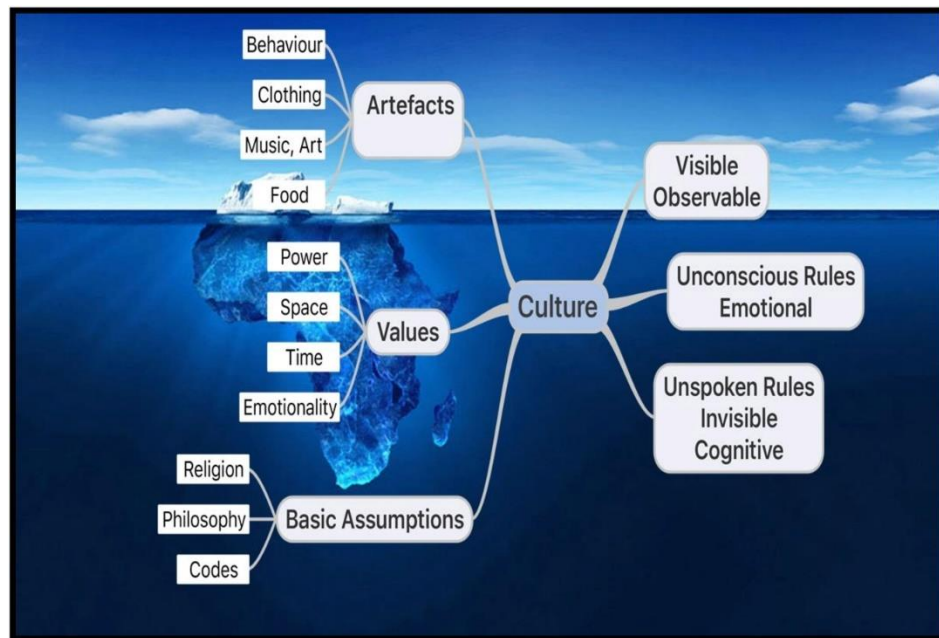 Behaviour
Clothing
Music, Art
Food
Artefacts
Power
Space
Time
Emotionality
Values
Religion
Philosophy
Codes
Basic Assumptions
Culture
Visible
Observable
Unconscious Rules
Emotional
Unspoken Rules
Invisible
Cognitive